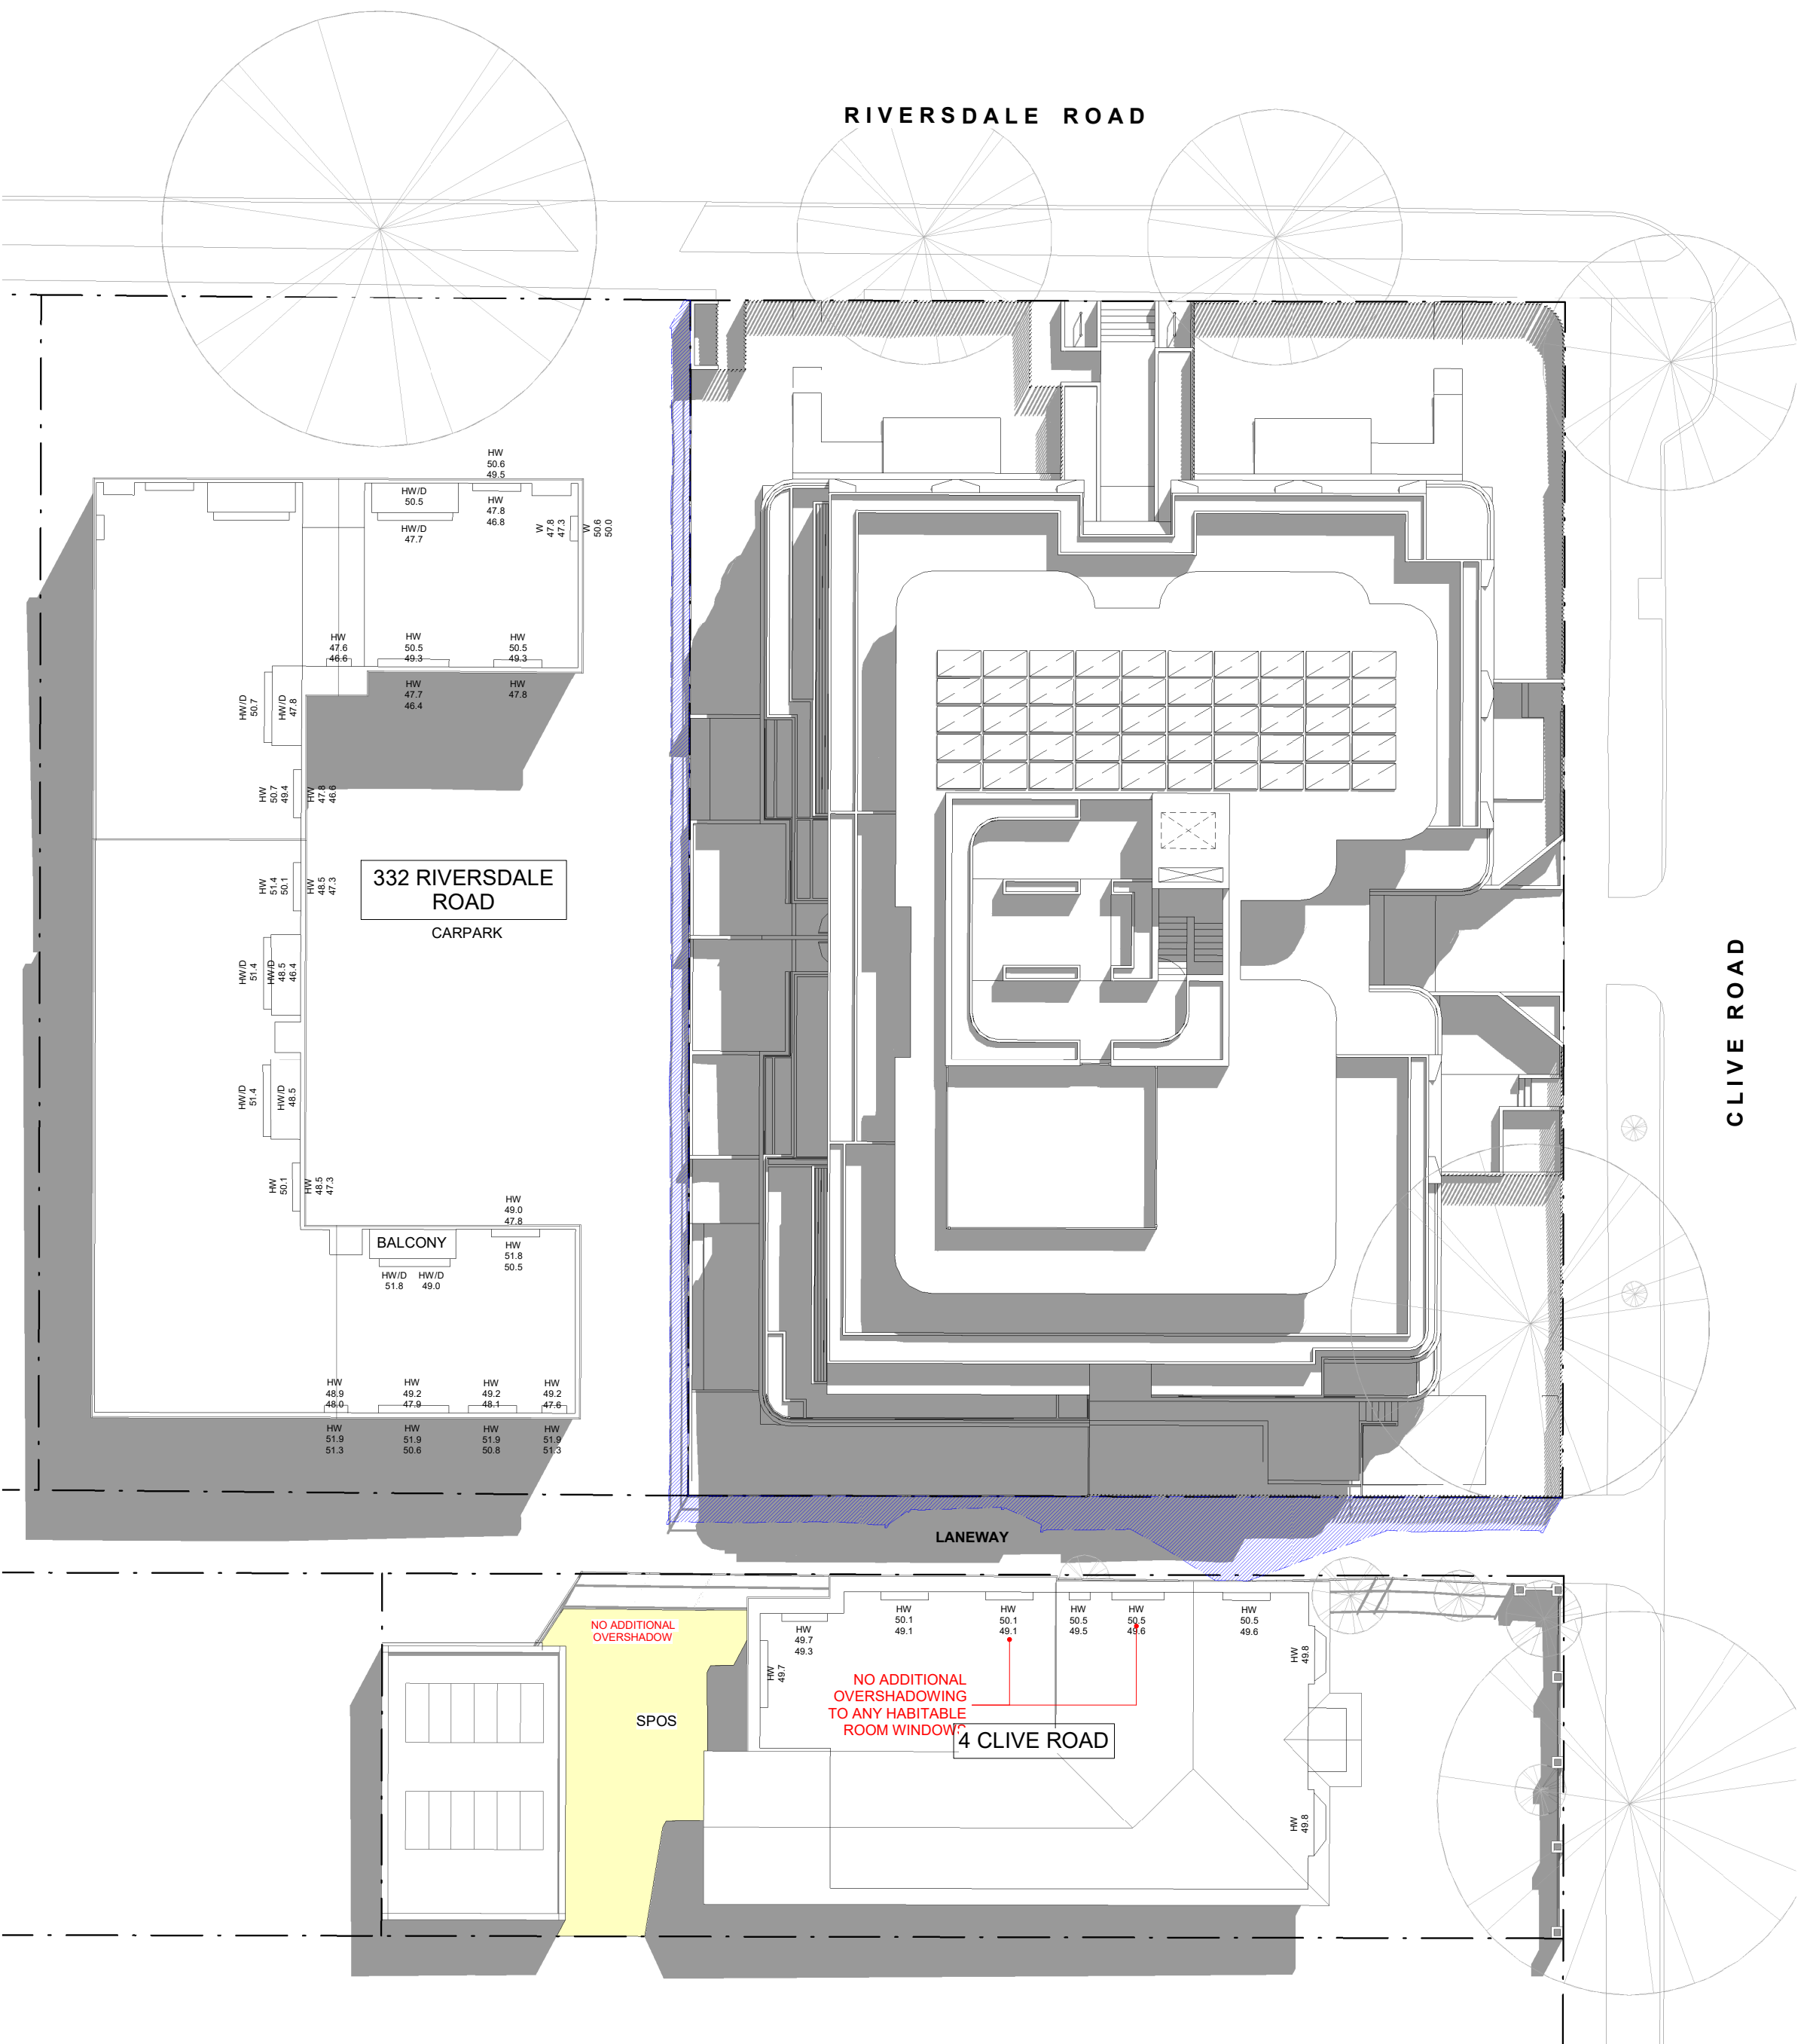 RIVERSDALE ROAD
HW
50.6
49.5
HW/D
50.5
HW
47.8
46.8
HW/D
47.7
W
47.8
47.3
W
50.6
50.0
HW
47.6
46.6
HW
50.5
49.3
HW
50.5
49.3
HW
47.7
46.4
HW
47.8
HW/D
50.7
HW/D
47.8
HW
50.7
49.4
HW
47.8
46.6
332 RIVERSDALE
ROAD
CARPARK
HW
51.4
50.1
HW
48.5
47.3
HW/D
51.4
HW/D
48.5
46.4
CLIVE ROAD
HW/D
51.4
HW/D
48.5
HW
50.1
HW
48.5
47.3
HW
49.0
47.8
BALCONY
HW
51.8
50.5
HW/D
51.8
HW/D
49.0
HW
48.9
48.0
HW
49.2
47.9
HW
49.2
48.1
HW
49.2
47.6
HW
51.9
51.3
HW
51.9
50.6
HW
51.9
50.8
HW
51.9
51.3
LANEWAY
NO ADDITIONAL
OVERSHADOW
HW
49.7
49.3
HW
50.1
49.1
HW
50.1
49.1
HW
50.5
49.5
HW
50.5
49.6
HW
50.5
49.6
HW
49.7
HW
49.8
NO ADDITIONAL
OVERSHADOWING
TO ANY HABITABLE
ROOM WINDOWS
SPOS
4 CLIVE ROAD
HW
49.8